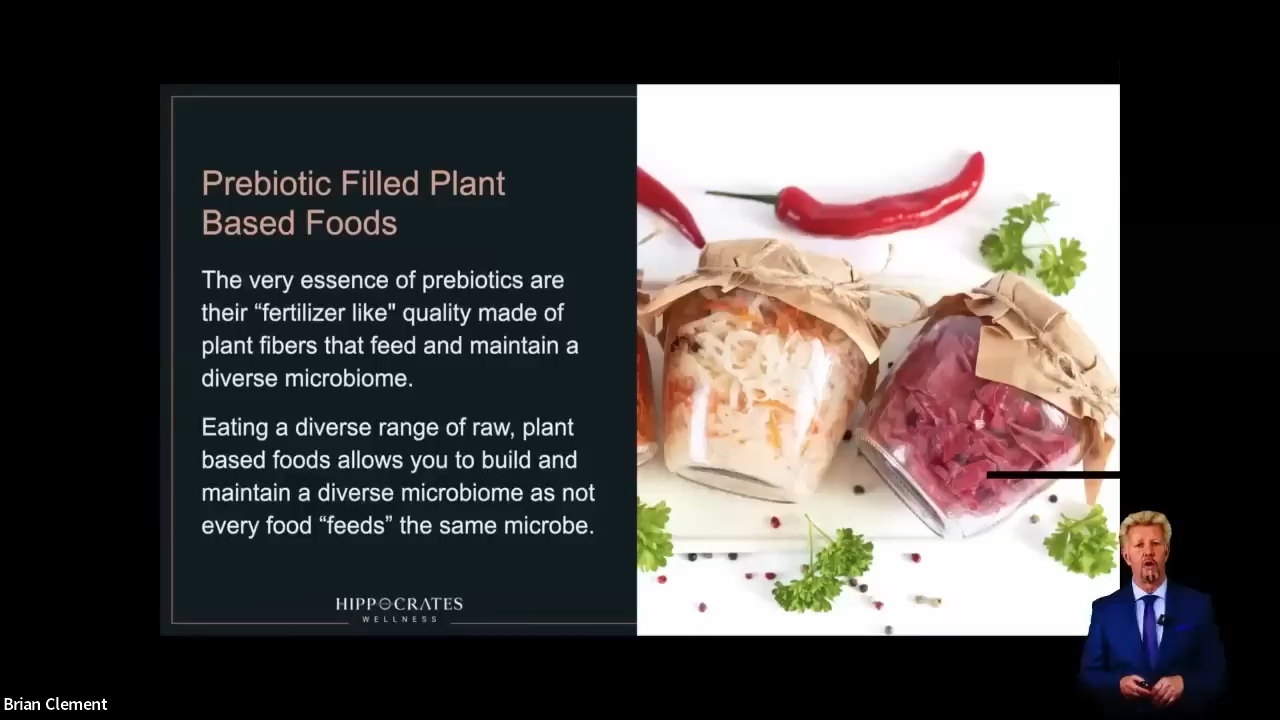 Prebiotic Filled Plant
Based Foods
The very essence of prebiotics are
their “fertilizer like" quality made of
plant fibers that feed and maintain a
diverse microbiome.
Eating a diverse range of raw, plant
based foods allows you to build and
maintain a diverse microbiome as not
every food “feeds” the same microbe.
HIPPOCRATES
WELLNESS
Brian Clement